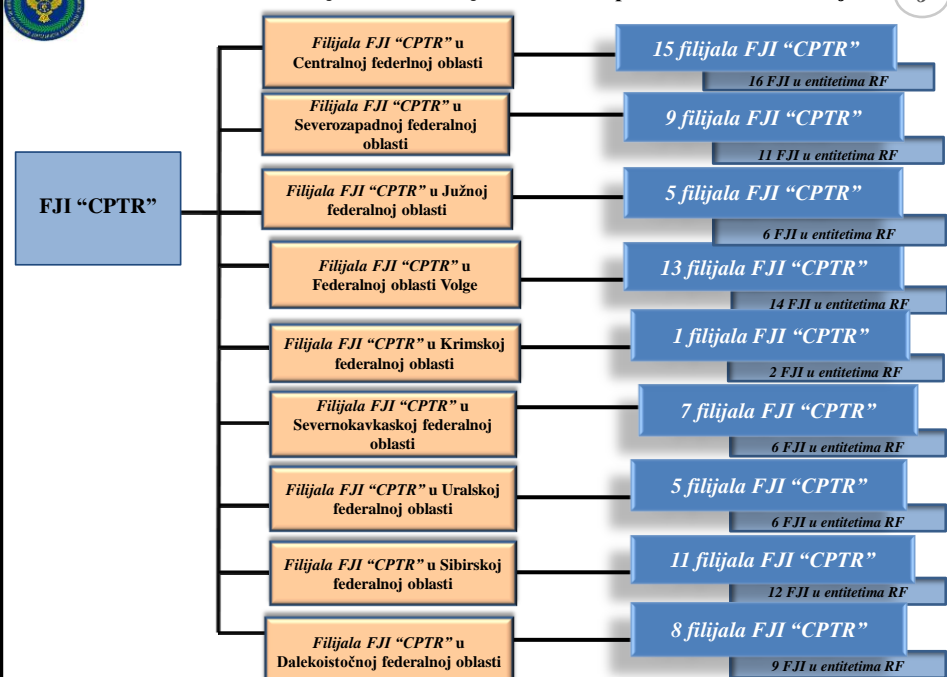 FJI “CPTR”
Filijala FJI “CPTR” u
Centralnoj federlnoj oblasti
15 filijala FJI “CPTR”
16 FJI u entitetima RF
Filijala FJI “CPTR” u
Severozapadnoj federalnoj
oblasti
9 filijala FJI “CPTR”
11 FJI u entitetima RF
Filijala FJI “CPTR” u Južnoj
federalnoj oblasti
5 filijala FJI “CPTR”
6 FJI u entitetima RF
Filijala FJI “CPTR” u
Federalnoj oblasti Volge
13 filijala FJI “CPTR”
14 FJI u entitetima RF
Filijala FJI “CPTR” u Krimskoj
federalnoj oblasti
1 filijala FJI “CPTR”
2 FJI u entitetima RF
Filijala FJI “CPTR” u
Severnokavkaskoj federalnoj
oblasti
7 filijala FJI “CPTR”
6 FJI u entitetima RF
Filijala FJI “CPTR” u Uralskoj
federalnoj oblasti
5 filijala FJI “CPTR”
6 FJI u entitetima RF
Filijala FJI “CPTR” u Sibirskoj
federalnoj oblasti
11 filijala FJI “CPTR”
12 FJI u entitetima RF
Filijala FJI “CPTR” u
Dalekoistočnoj federalnoj oblasti
8 filijala FJI “CPTR”
9 FJI u entitetima RF